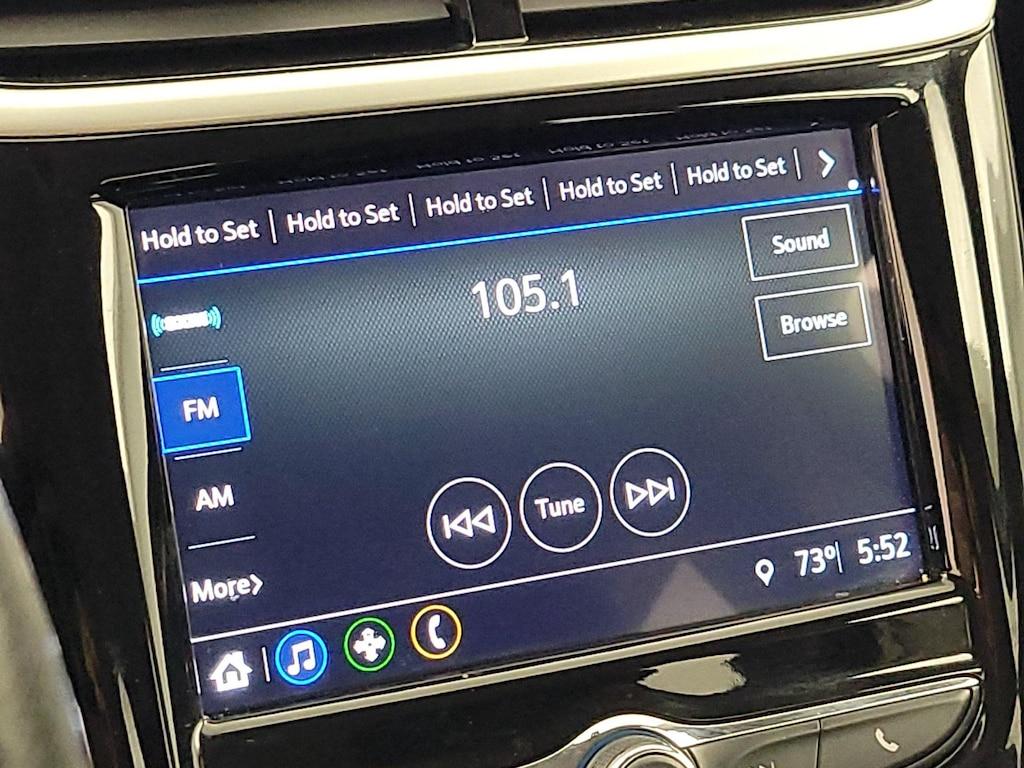 Hold to Set | Hold to Set | Hold to Set | Hold to Set | Hold to Set
Sound
105.1
Browse
FM
AM
Tune
More
73° 5:52